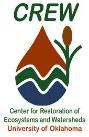 CREW
Center for Restoration of
Ecosystems and Watersheds
University of Oklahoma